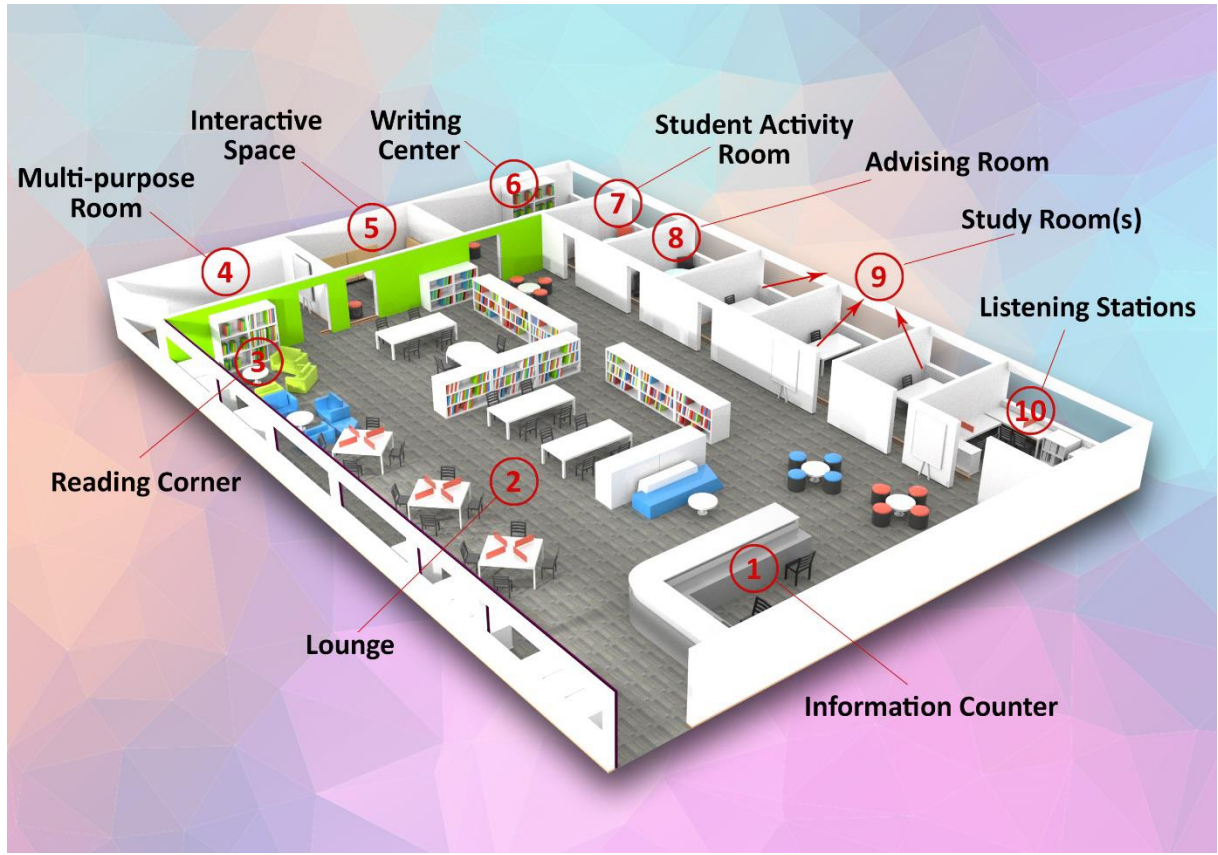 Interactive
Space
Writing
Center
Student Activity
Room
Advising Room
Multi-purpose
Room
Study Room(s)
Listening Stations
6
7
5
8
4
9
3
10
Reading Corner
2
1
Lounge
Information Counter